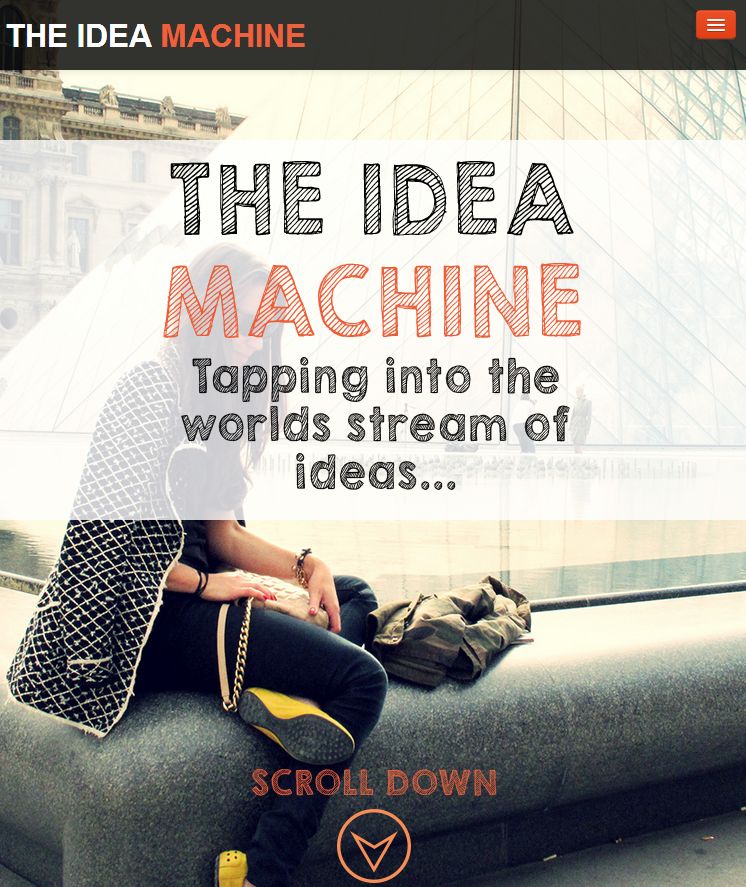 THE IDEA MACHINE
THE IDEA
MACHINE
Tapping into the
worlds stream of
ideas...
SCROLL DOWN